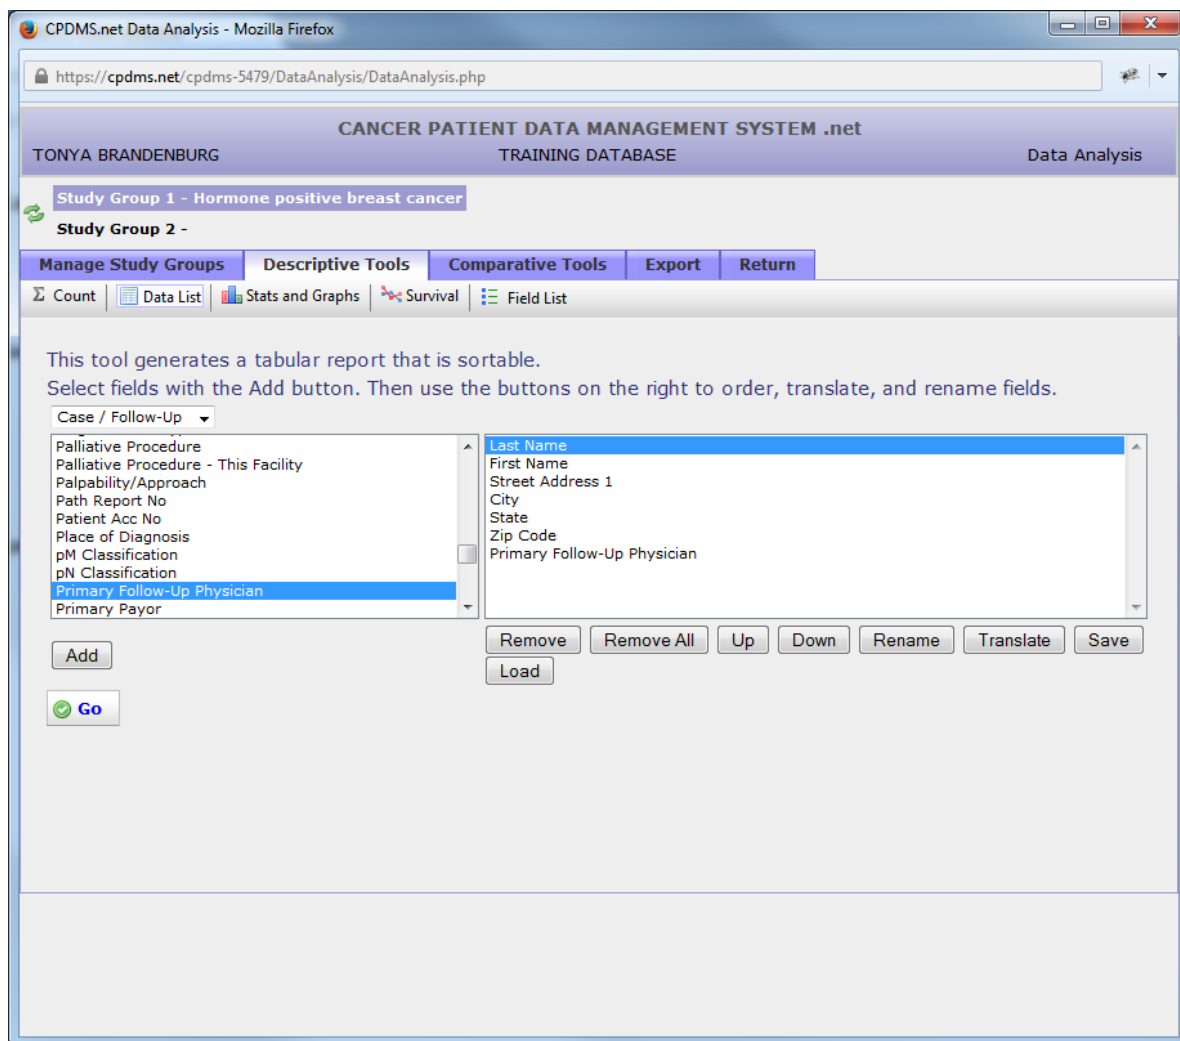 CPDMS.net Data Analysis - Mozilla Firefox
https://cpdms.net/cpdms-5479/DataAnalysis/DataAnalysis.php
CANCER PATIENT DATA MANAGEMENT SYSTEM .net
TONYA BRANDENBURG TRAINING DATABASE Data Analysis
Study Group 1 - Hormone positive breast cancer
Study Group 2 -
Manage Study Groups Descriptive Tools Comparative Tools Export Return
Σ Count Data List Stats and Graphs Survival Field List
This tool generates a tabular report that is sortable.
Select fields with the Add button. Then use the buttons on the right to order, translate, and rename fields.
Case / Follow-Up
Palliative Procedure
Palliative Procedure - This Facility
Palpability/Approach
Path Report No
Patient Acc No
Place of Diagnosis
pM Classification
pN Classification
Primary Follow-Up Physician
Primary Payor
Last Name
First Name
Street Address 1
City
State
Zip Code
Primary Follow-Up Physician
Add
Remove Remove All Up Down Rename Translate Save
Load
Go